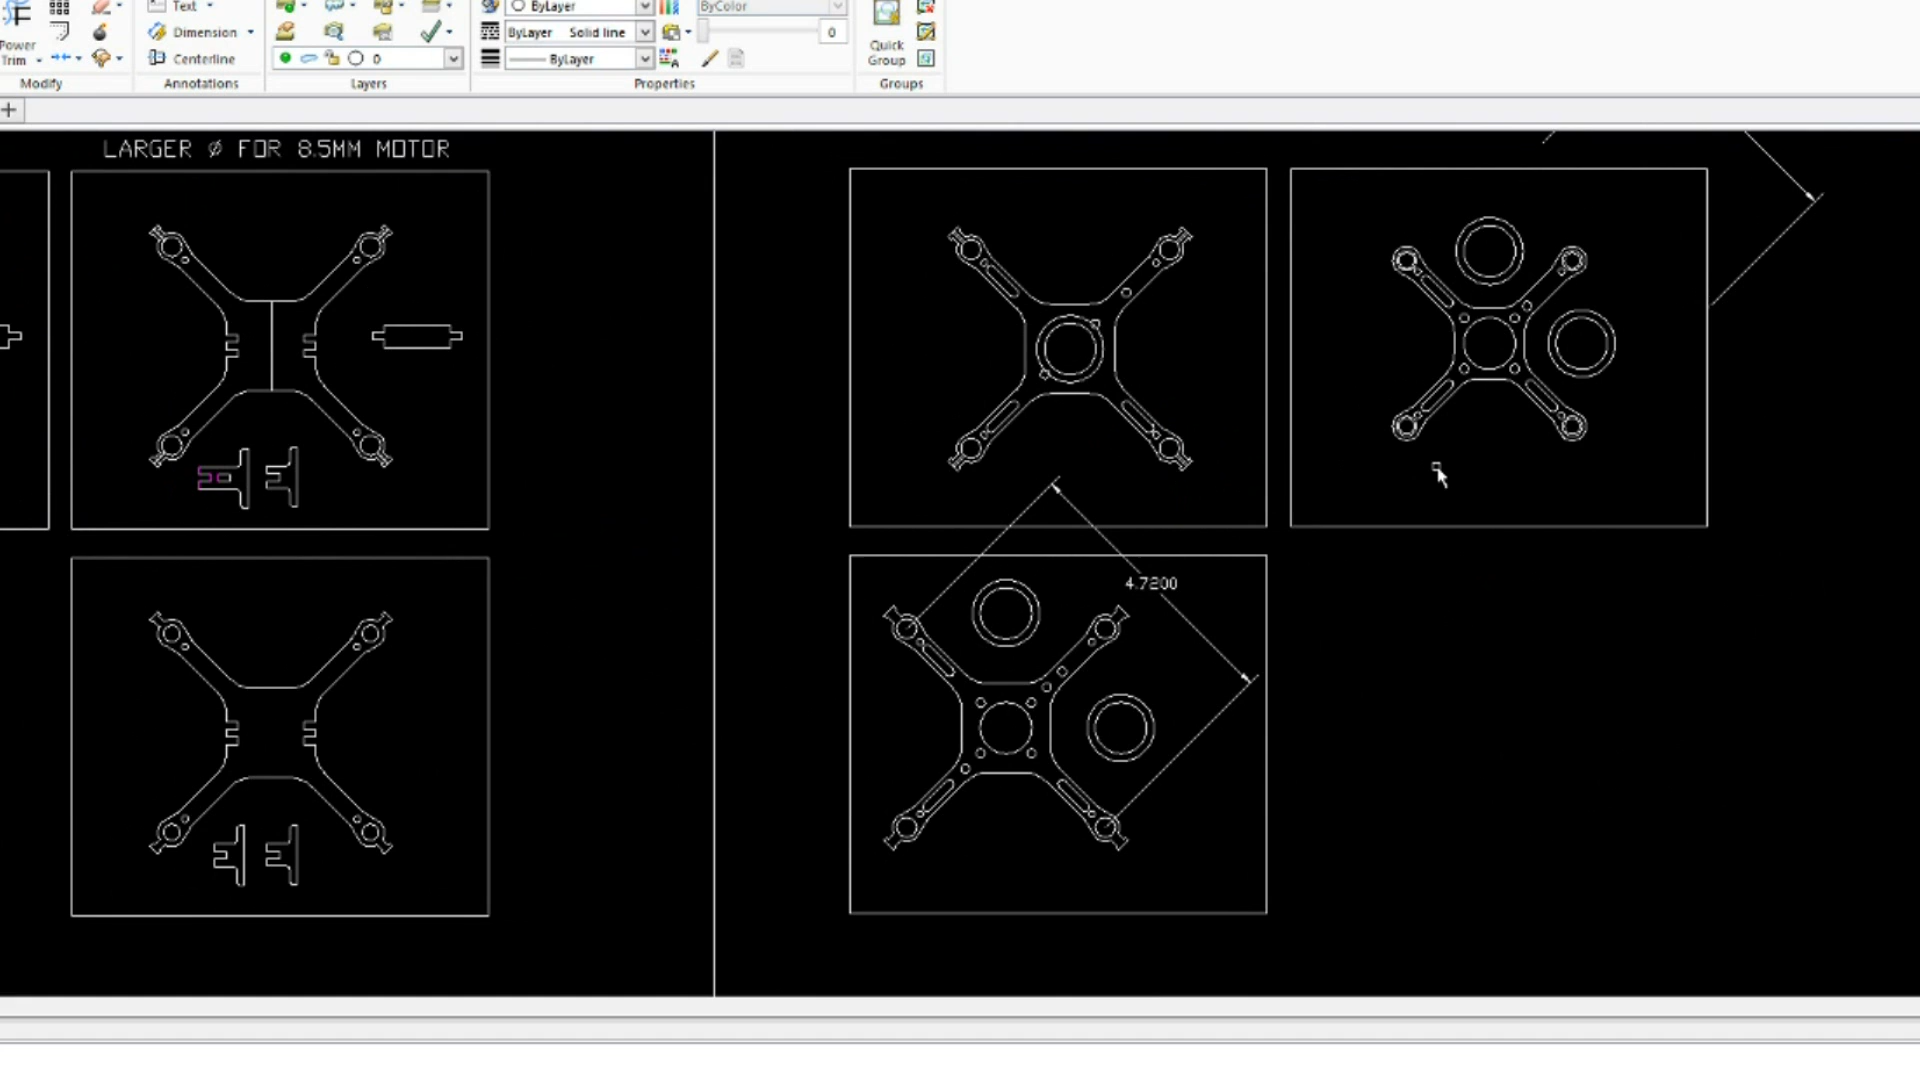 Text
ByLayer
ByColor
Power
Trim
Dimension
ByLayer Solid line
0
Quick
Group
Centerline
0
ByLayer
Modify
Annotations
Layers
Properties
Groups
+
LARGER Ø FOR 8.5MM MOTOR
4.7200